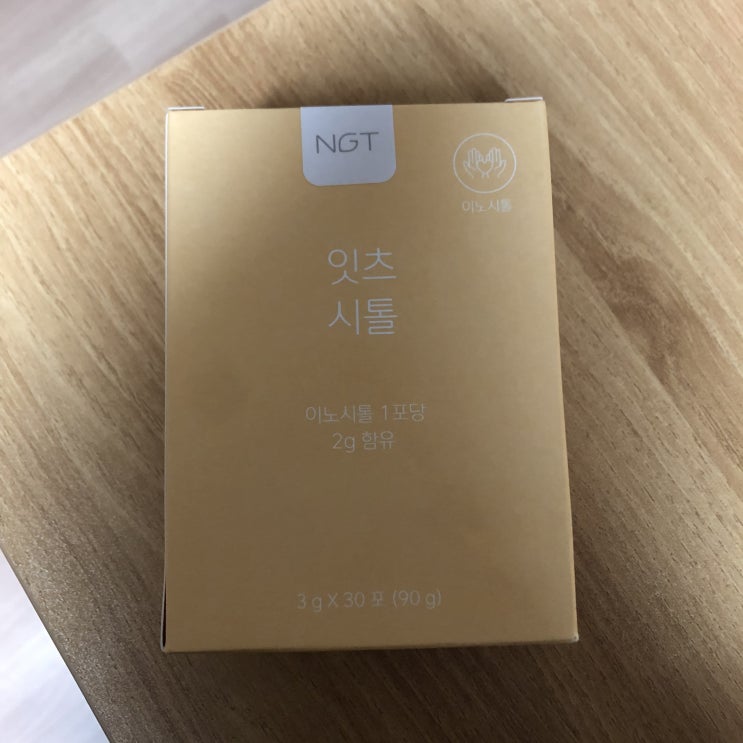 NGT
이노시톨
잇츠
시톨
이노시톨 1포당
2g 함유
3 g X 30 포 (90 g)